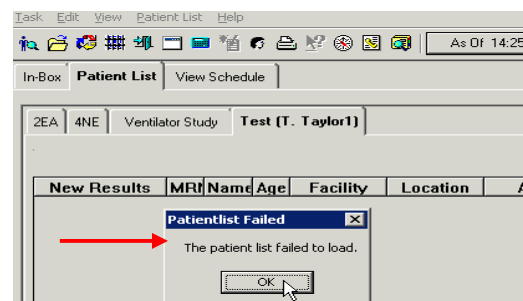 Task Edit View Patient List Help
As Of 14:25
In-Box Patient List View Schedule
2EA 4NE Ventilator Study Test (T. Taylor1)
New Results MRN Name Age Facility Location A
Patientlist Failed
The patient list failed to load.
OK